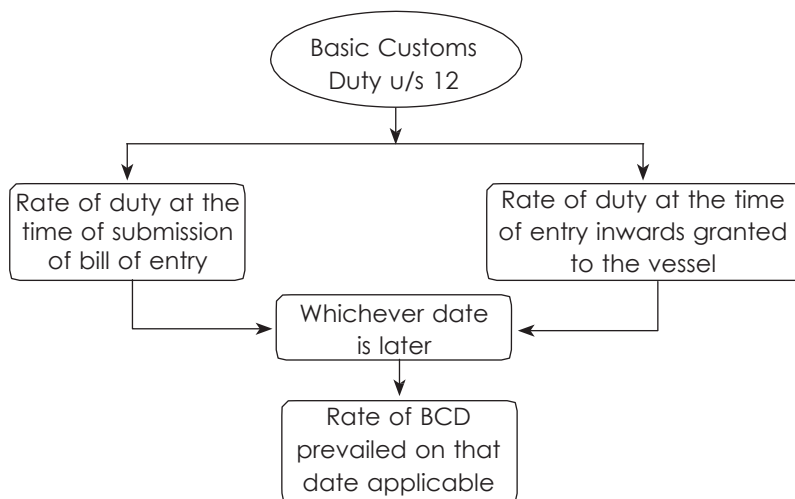 Basic Customs
Duty u/s 12
Rate of duty at the
time of submission
of bill of entry
Rate of duty at the time
of entry inwards granted
to the vessel
Whichever date
is later
Rate of BCD
prevailed on that
date applicable